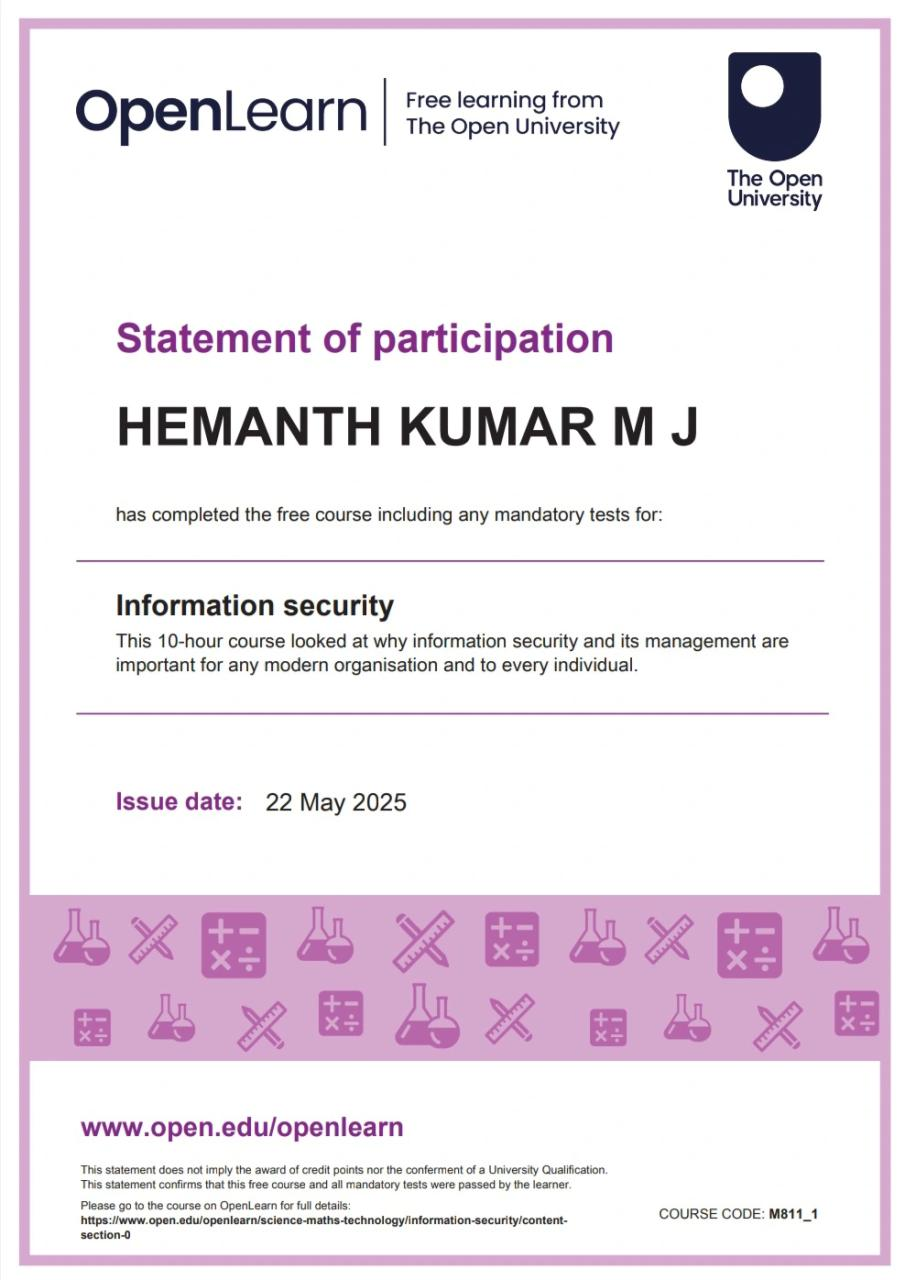 OpenLearn
Free learning from
The Open University
The Open
University
Statement of participation
HEMANTH KUMAR M J
has completed the free course including any mandatory tests for:
Information security
This 10-hour course looked at why information security and its management are
important for any modern organisation and to every individual.
Issue date: 22 May 2025
www.open.edu/openlearn
This statement does not imply the award of credit points nor the conferment of a University Qualification.
This statement confirms that this free course and all mandatory tests were passed by the learner.
Please go to the course on OpenLearn for full details:
https://www.open.edu/openlearn/science-maths-technology/information-security/content-
section-0
COURSE CODE: M811_1